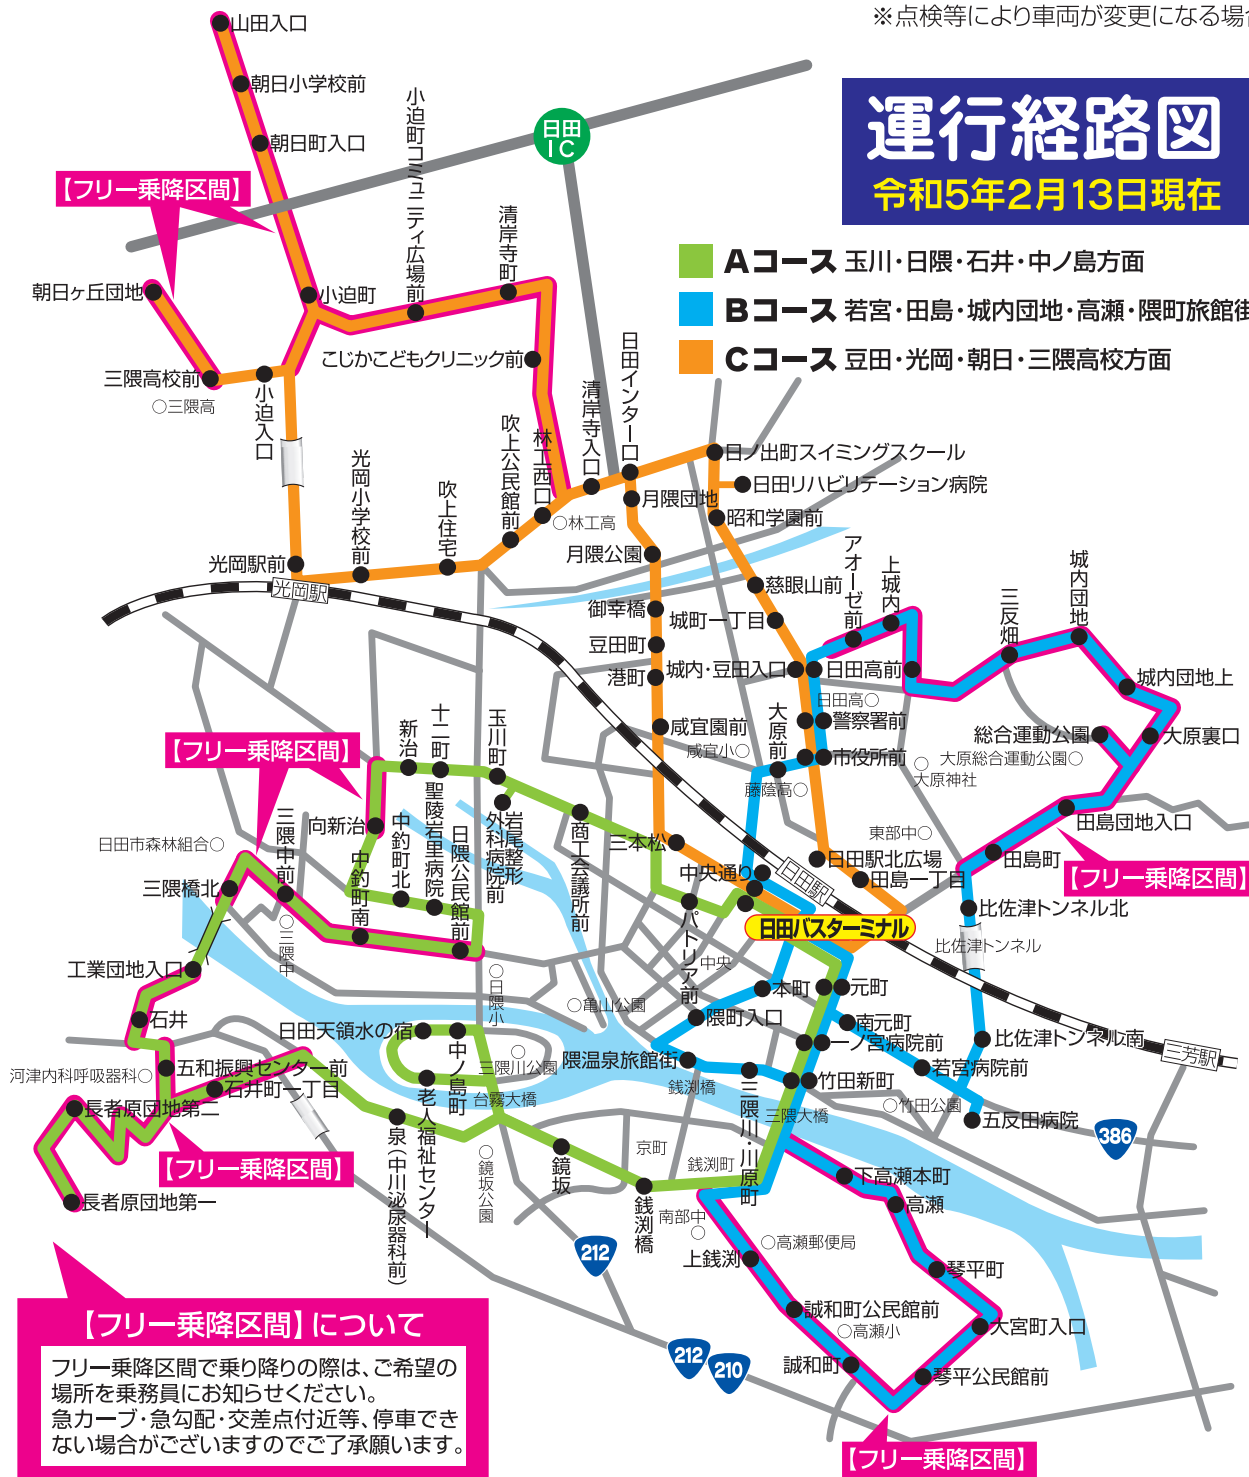 ※点検等により車両が変更になる場合
運行経路図
令和5年2月13日現在
Aコース 玉川・日隈・石井・中ノ島方面
Bコース 若宮・田島・城内団地・高瀬・隈町旅館街
Cコース 豆田・光岡・朝日・三隈高校方面
山田入口
朝日小学校前
朝日町入口
日田IC
【フリー乗降区間】
小迫町コミュニティ広場前
清岸寺町
朝日ヶ丘団地
小迫町
こじかこどもクリニック前
日田インター口
三隈高校前
○三隈高
小迫入口
清岸寺入口
林工西口
吹上公民館前
吹上住宅
光岡小学校前
光岡駅前
光岡駅
○林工高
日ノ出町スイミングスクール
日田リハビリテーション病院
月隈団地
昭和学園前
月隈公園
アオーゼ前
上城内
三反畑
城内団地
慈眼山前
御幸橋
城町一丁目
豆田町
港町
城内・豆田入口
日田高前
城内団地上
日田高○
咸宜園前
咸宜小○
大原前
警察署前
市役所前
総合運動公園
大原総合運動公園○
大原裏口
○大原神社
藤蔭高○
新治
十二町
玉川町
【フリー乗降区間】
聖陵岩里病院
岩尾整形外科病院前
向新治
中釣町北
日隈公民館前
商工会議所前
三本松
中央通り
日田駅
日田駅北広場
田島一丁目
東部中○
田島団地入口
田島町
【フリー乗降区間】
日田市森林組合○
三隈中前
中釣町南
三隈橋北
○三隈中
パトリア前
日田バスターミナル
比佐津トンネル北
比佐津トンネル
中央
工業団地入口
○日隈小
○亀山公園
本町
元町
石井
日田天領水の宿
隈町入口
南元町
比佐津トンネル南
三芳駅
中ノ島町
○三隈川公園
隈温泉旅館街
一ノ宮病院前
若宮病院前
五和振興センター前
河津内科呼吸器科○
石井町一丁目
老人福祉センター
台霧大橋
銭渕橋
竹田新町
○竹田公園
長者原団地第二
泉(中川泌尿器科前)
三隈川・川原町
三隈大橋
五反田病院
386
【フリー乗降区間】
○鏡坂公園
鏡坂
京町
銭渕町
下高瀬本町
長者原団地第一
銭渕橋
南部中○
高瀬
212
上銭渕
○高瀬郵便局
琴平町
誠和町公民館前
○高瀬小
大宮町入口
212
210
誠和町
琴平公民館前
【フリー乗降区間】
【フリー乗降区間】について
フリー乗降区間で乗り降りの際は、ご希望の
場所を乗務員にお知らせください。
急カーブ・急勾配・交差点付近等、停車でき
ない場合がございますのでご了承願います。